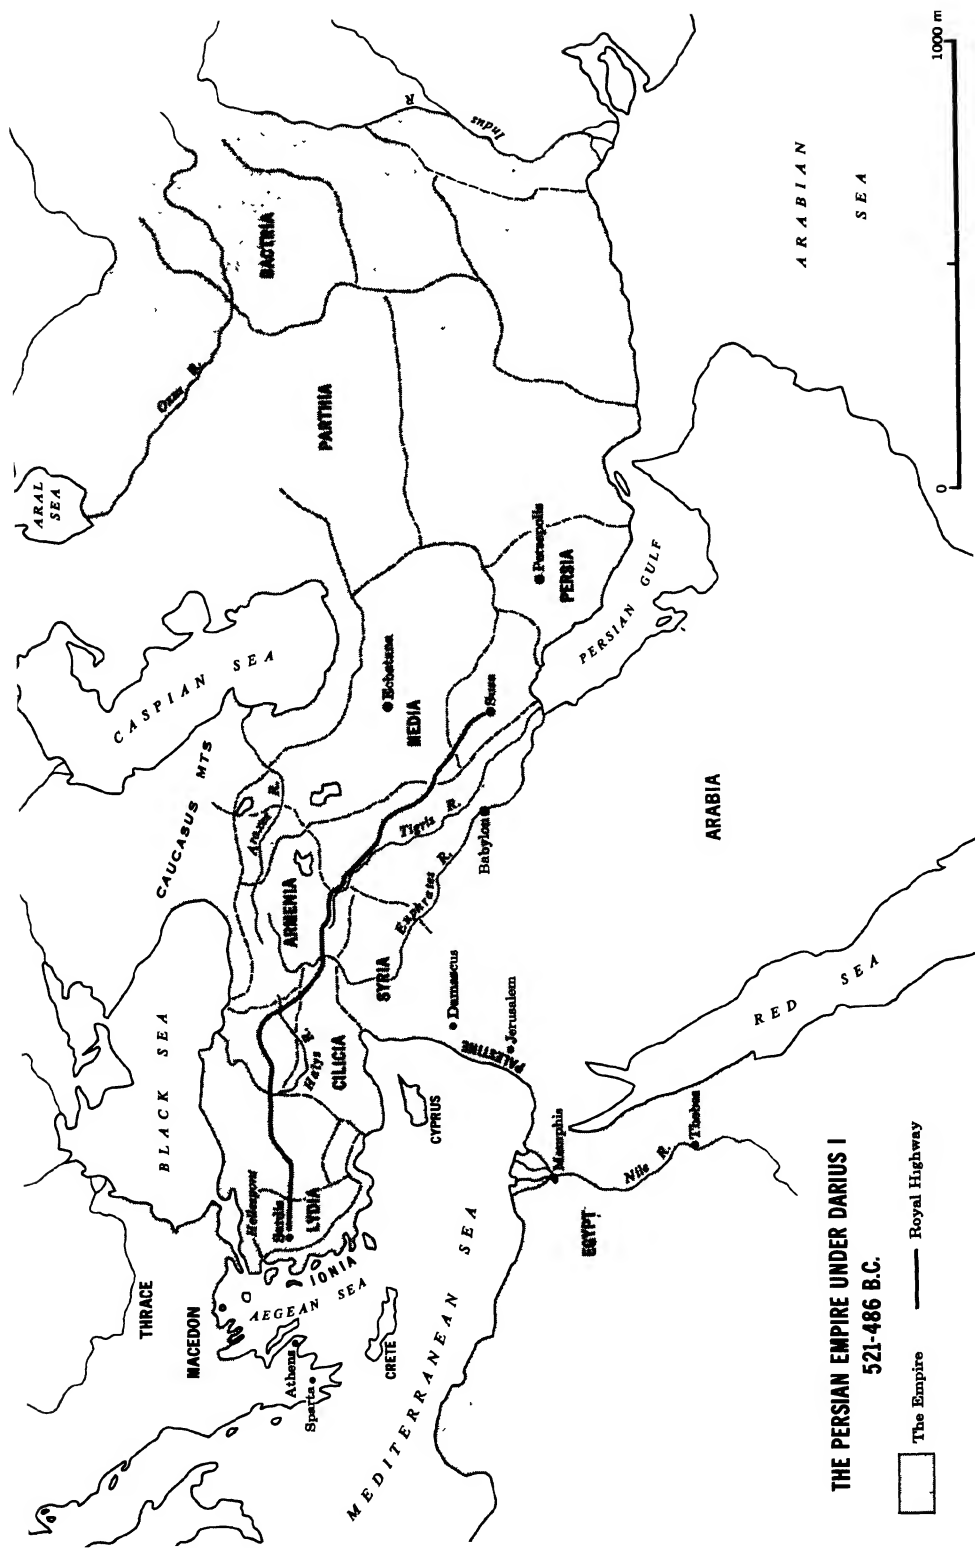 THRACE
MACEDON
BLACK SEA
CAUCASUS MTS
CASPIAN SEA
ARAL
SEA
Oxus R.
BACTRIA
PARTHIA
Indus R
Hellespont
Sardis
LYDIA
IONIA
AEGEAN SEA
Athens
Sparta
CRETE
Halys R.
CILICIA
CYPRUS
ARMENIA
R.
MEDIA
Ecbatana
Susa
Persepolis
PERSIA
PERSIAN GULF
Tigris R.
Euphrates R.
Babylon
SYRIA
Damascus
PALESTINE
Jerusalem
MEDITERRANEAN SEA
Memphis
EGYPT
Nile R.
Thebes
RED SEA
ARABIA
ARABIAN
SEA
THE PERSIAN EMPIRE UNDER DARIUS I
521-486 B.C.
The Empire
Royal Highway
0
1000 m